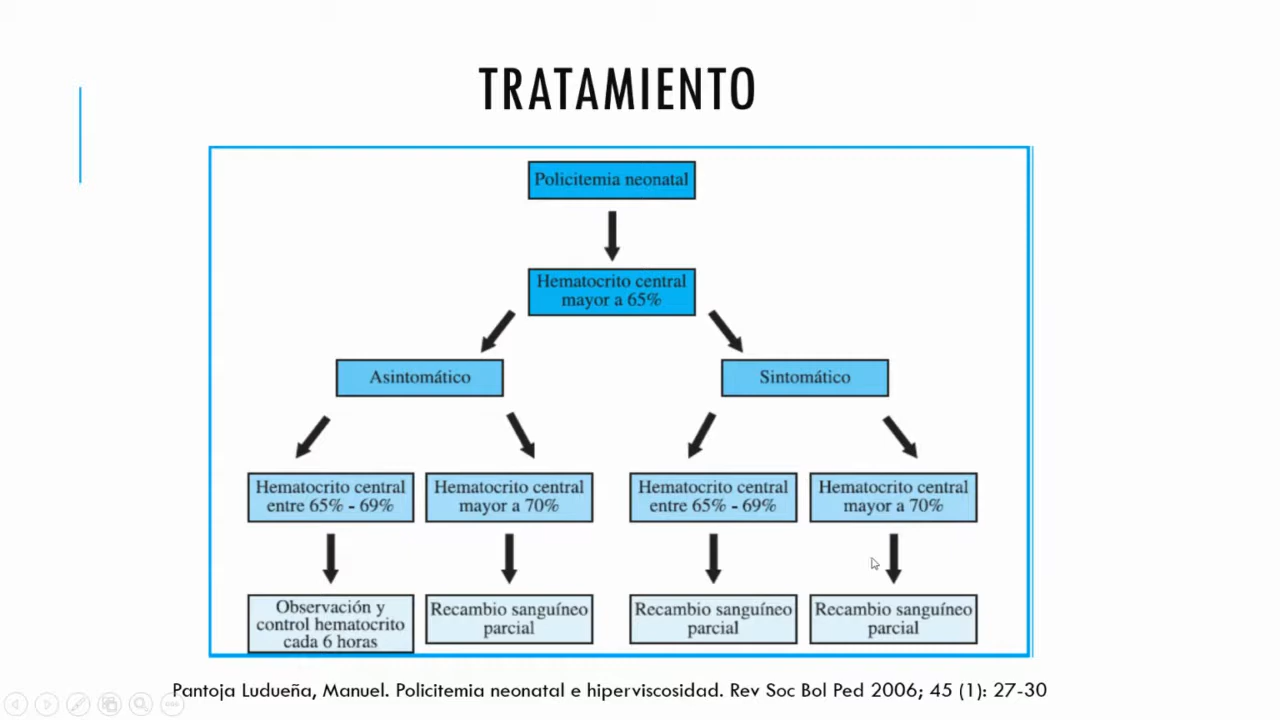 TRATAMIENTO
Policitemia neonatal
Hematocrito central
mayor a 65%
Asintomático
Sintomático
Hematocrito central
entre 65% - 69%
Hematocrito central
mayor a 70%
Hematocrito central
entre 65% - 69%
Hematocrito central
mayor a 70%
Observación y
control hematocrito
cada 6 horas
Recambio sanguíneo
parcial
Recambio sanguíneo
parcial
Recambio sanguíneo
parcial
Pantoja Ludueña, Manuel. Policitemia neonatal e hiperviscosidad. Rev Soc Bol Ped 2006; 45 (1): 27-30